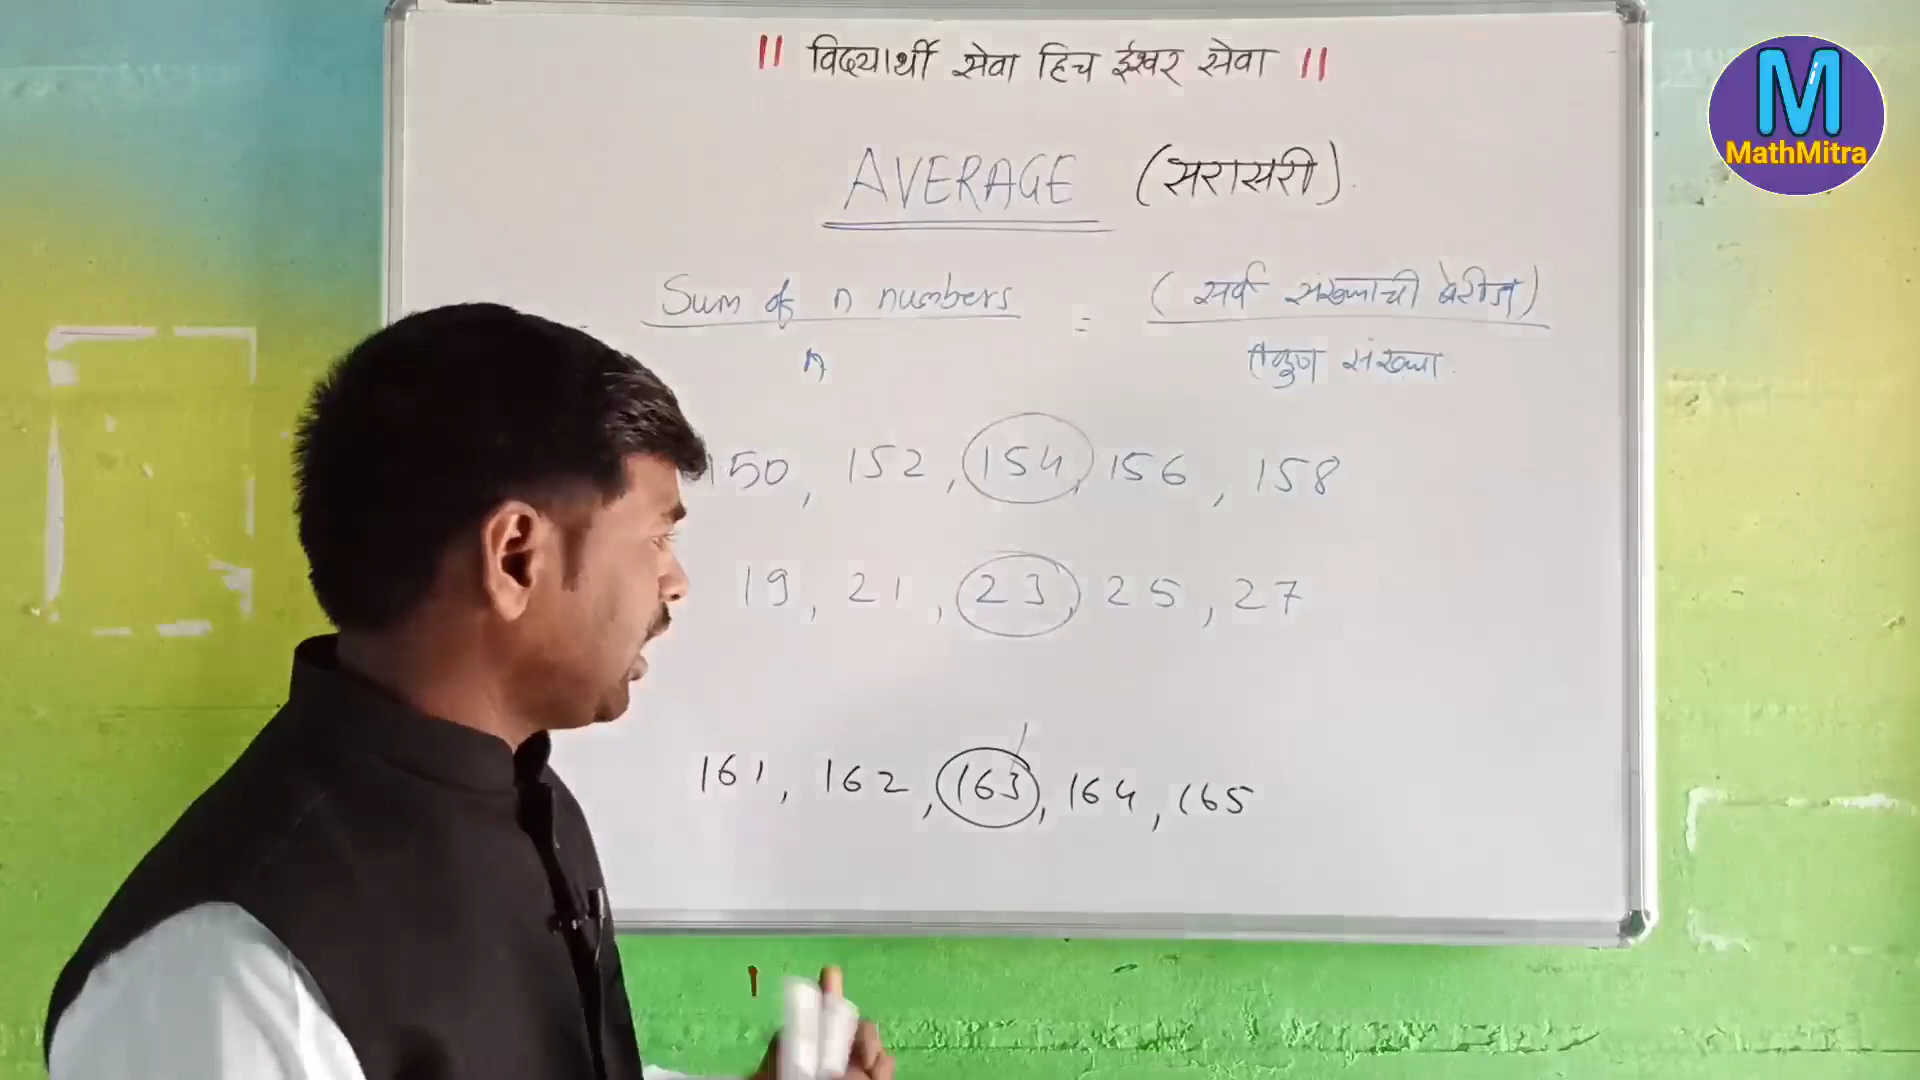 || विद्यार्थी सेवा हिच ईश्वर सेवा ||
M
MathMitra
AVERAGE (सरासरी)
Sum of n numbers = (सर्व संख्याची बेरीज)
n एकुण संख्या
150, 152, 154, 156, 158
19, 21, 23, 25, 27
161, 162, 163, 164, 165